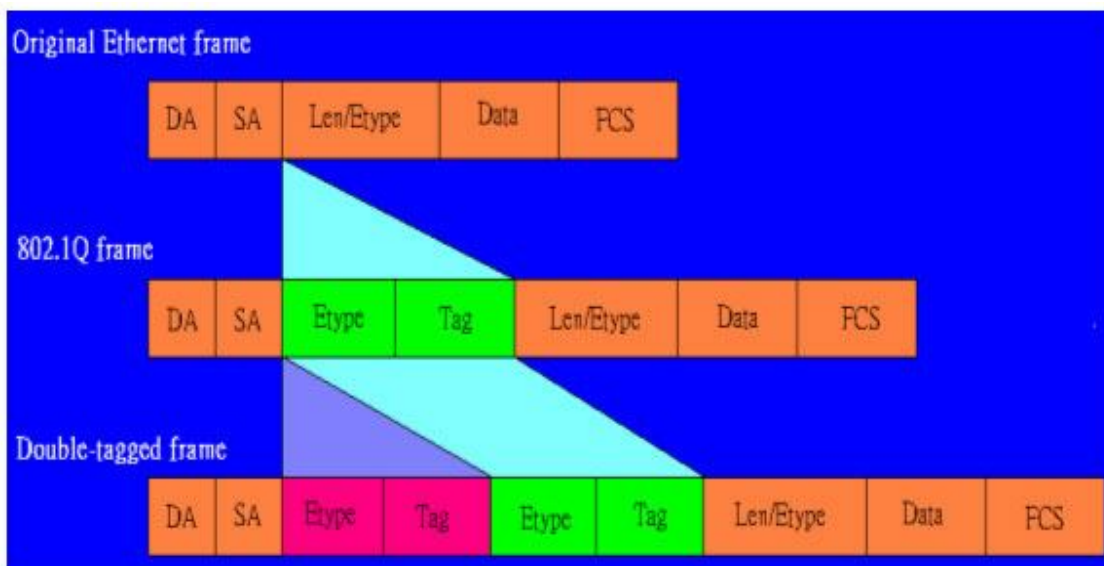 Original Ethernet frame
DA SA Len/Etype Data FCS
802.1Q frame
DA SA Etype Tag Len/Etype Data FCS
Double-tagged frame
DA SA Etype Tag Etype Tag Len/Etype Data FCS